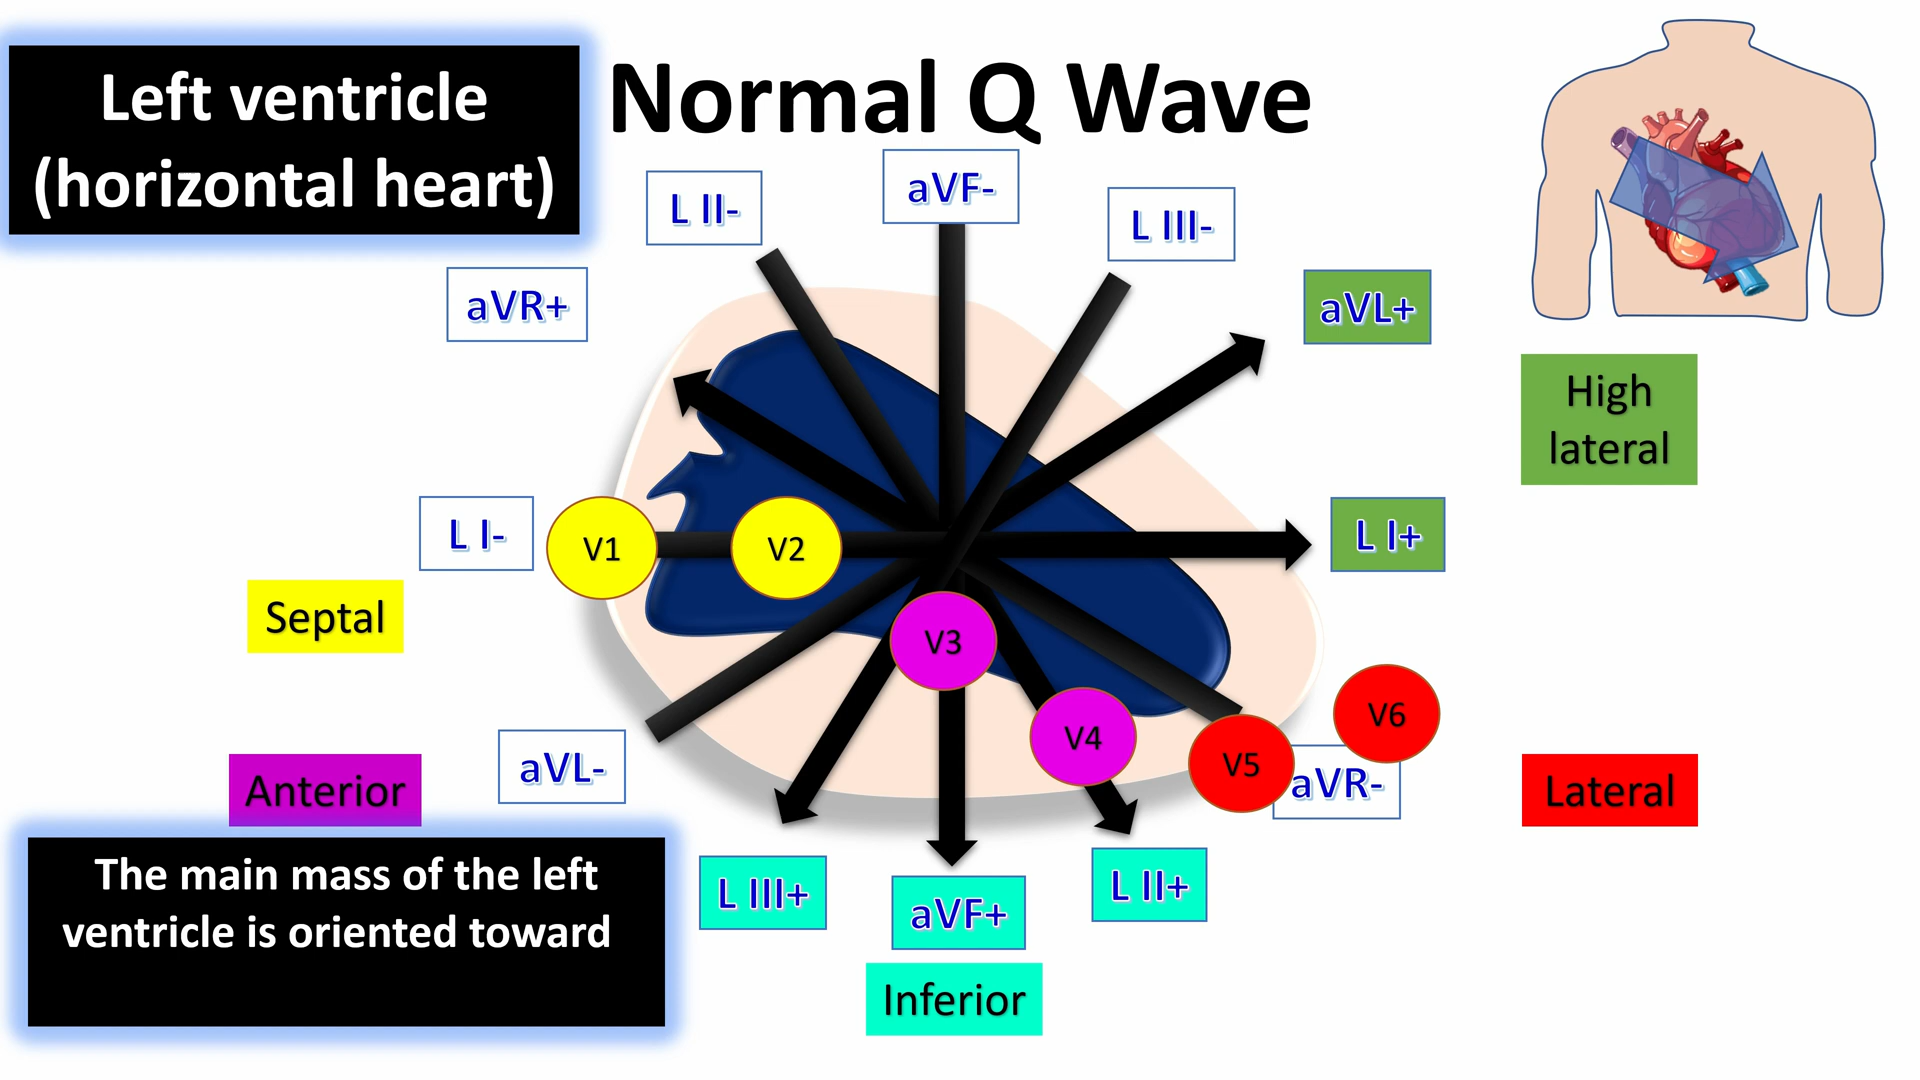 Left ventricle
(horizontal heart)
Normal Q Wave
L II-
aVF-
L III-
aVR+
aVL+
High
lateral
L I-
V1
V2
L I+
Septal
V3
V4
V5
V6
aVL-
aVR-
Anterior
Lateral
The main mass of the left
ventricle is oriented toward
L III+
aVF+
L II+
Inferior